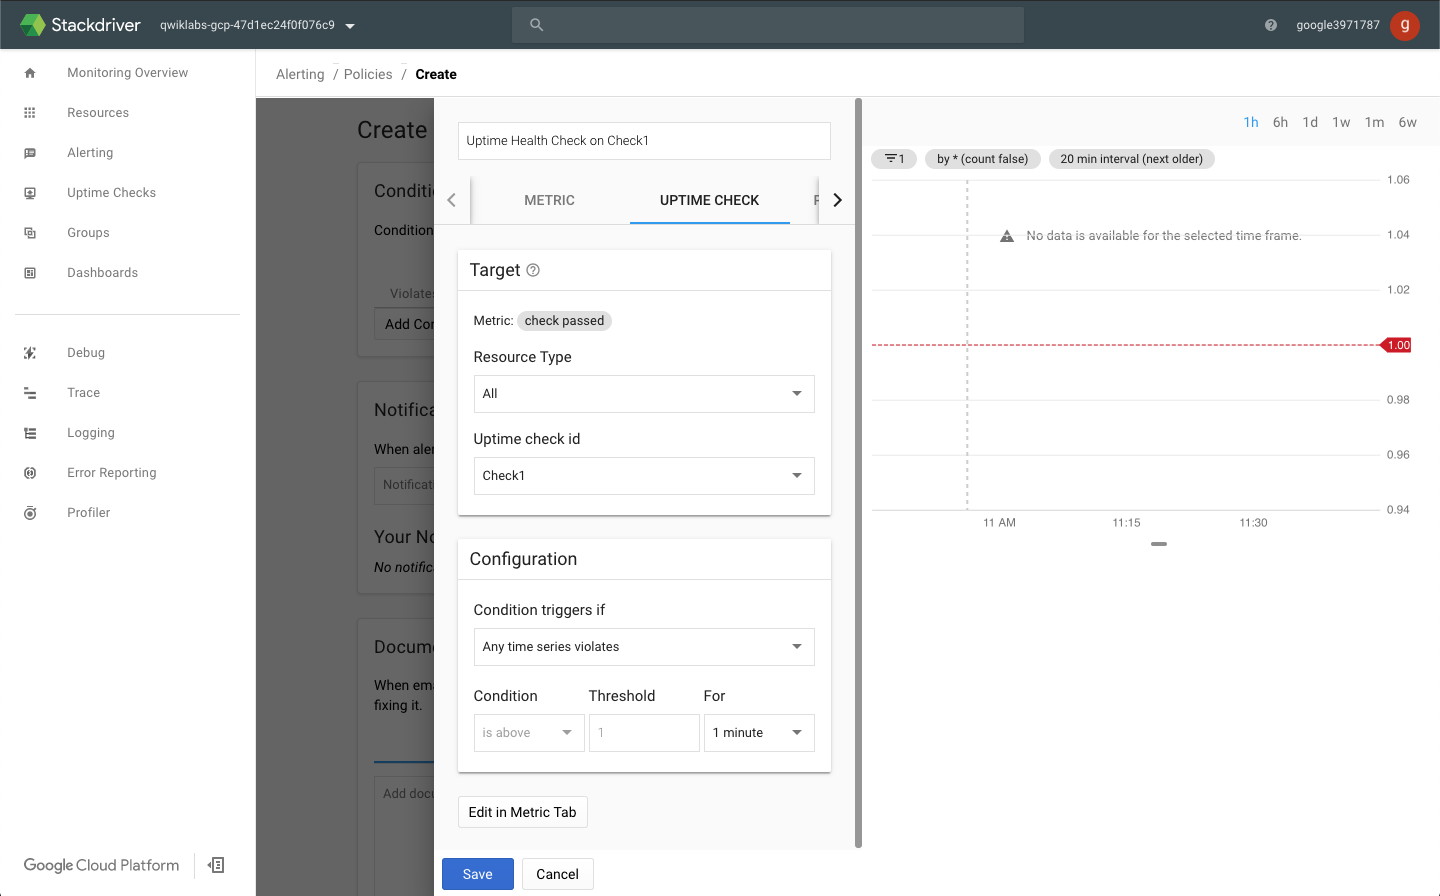 Stackdriver
qwiklabs-gcp-47d1ec24f0f076c9
google3971787
g
Monitoring Overview
Resources
Alerting
Uptime Checks
Groups
Dashboards
Debug
Trace
Logging
Error Reporting
Profiler
Google Cloud Platform
Alerting / Policies / Create
Create
Conditi
Condition
Violates
Add Con
Notifica
When aler
Notificat
Your No
No notific
Docume
When ema
fixing it.
Add docu
Uptime Health Check on Check1
METRIC
UPTIME CHECK
Target
Metric: check passed
Resource Type
All
Uptime check id
Check1
Configuration
Condition triggers if
Any time series violates
Condition Threshold For
is above 1 1 minute
Edit in Metric Tab
Save Cancel
1h 6h 1d 1w 1m 6w
1 by * (count false) 20 min interval (next older)
No data is available for the selected time frame.
1.06
1.04
1.02
1.00
0.98
0.96
0.94
11 AM 11:15 11:30